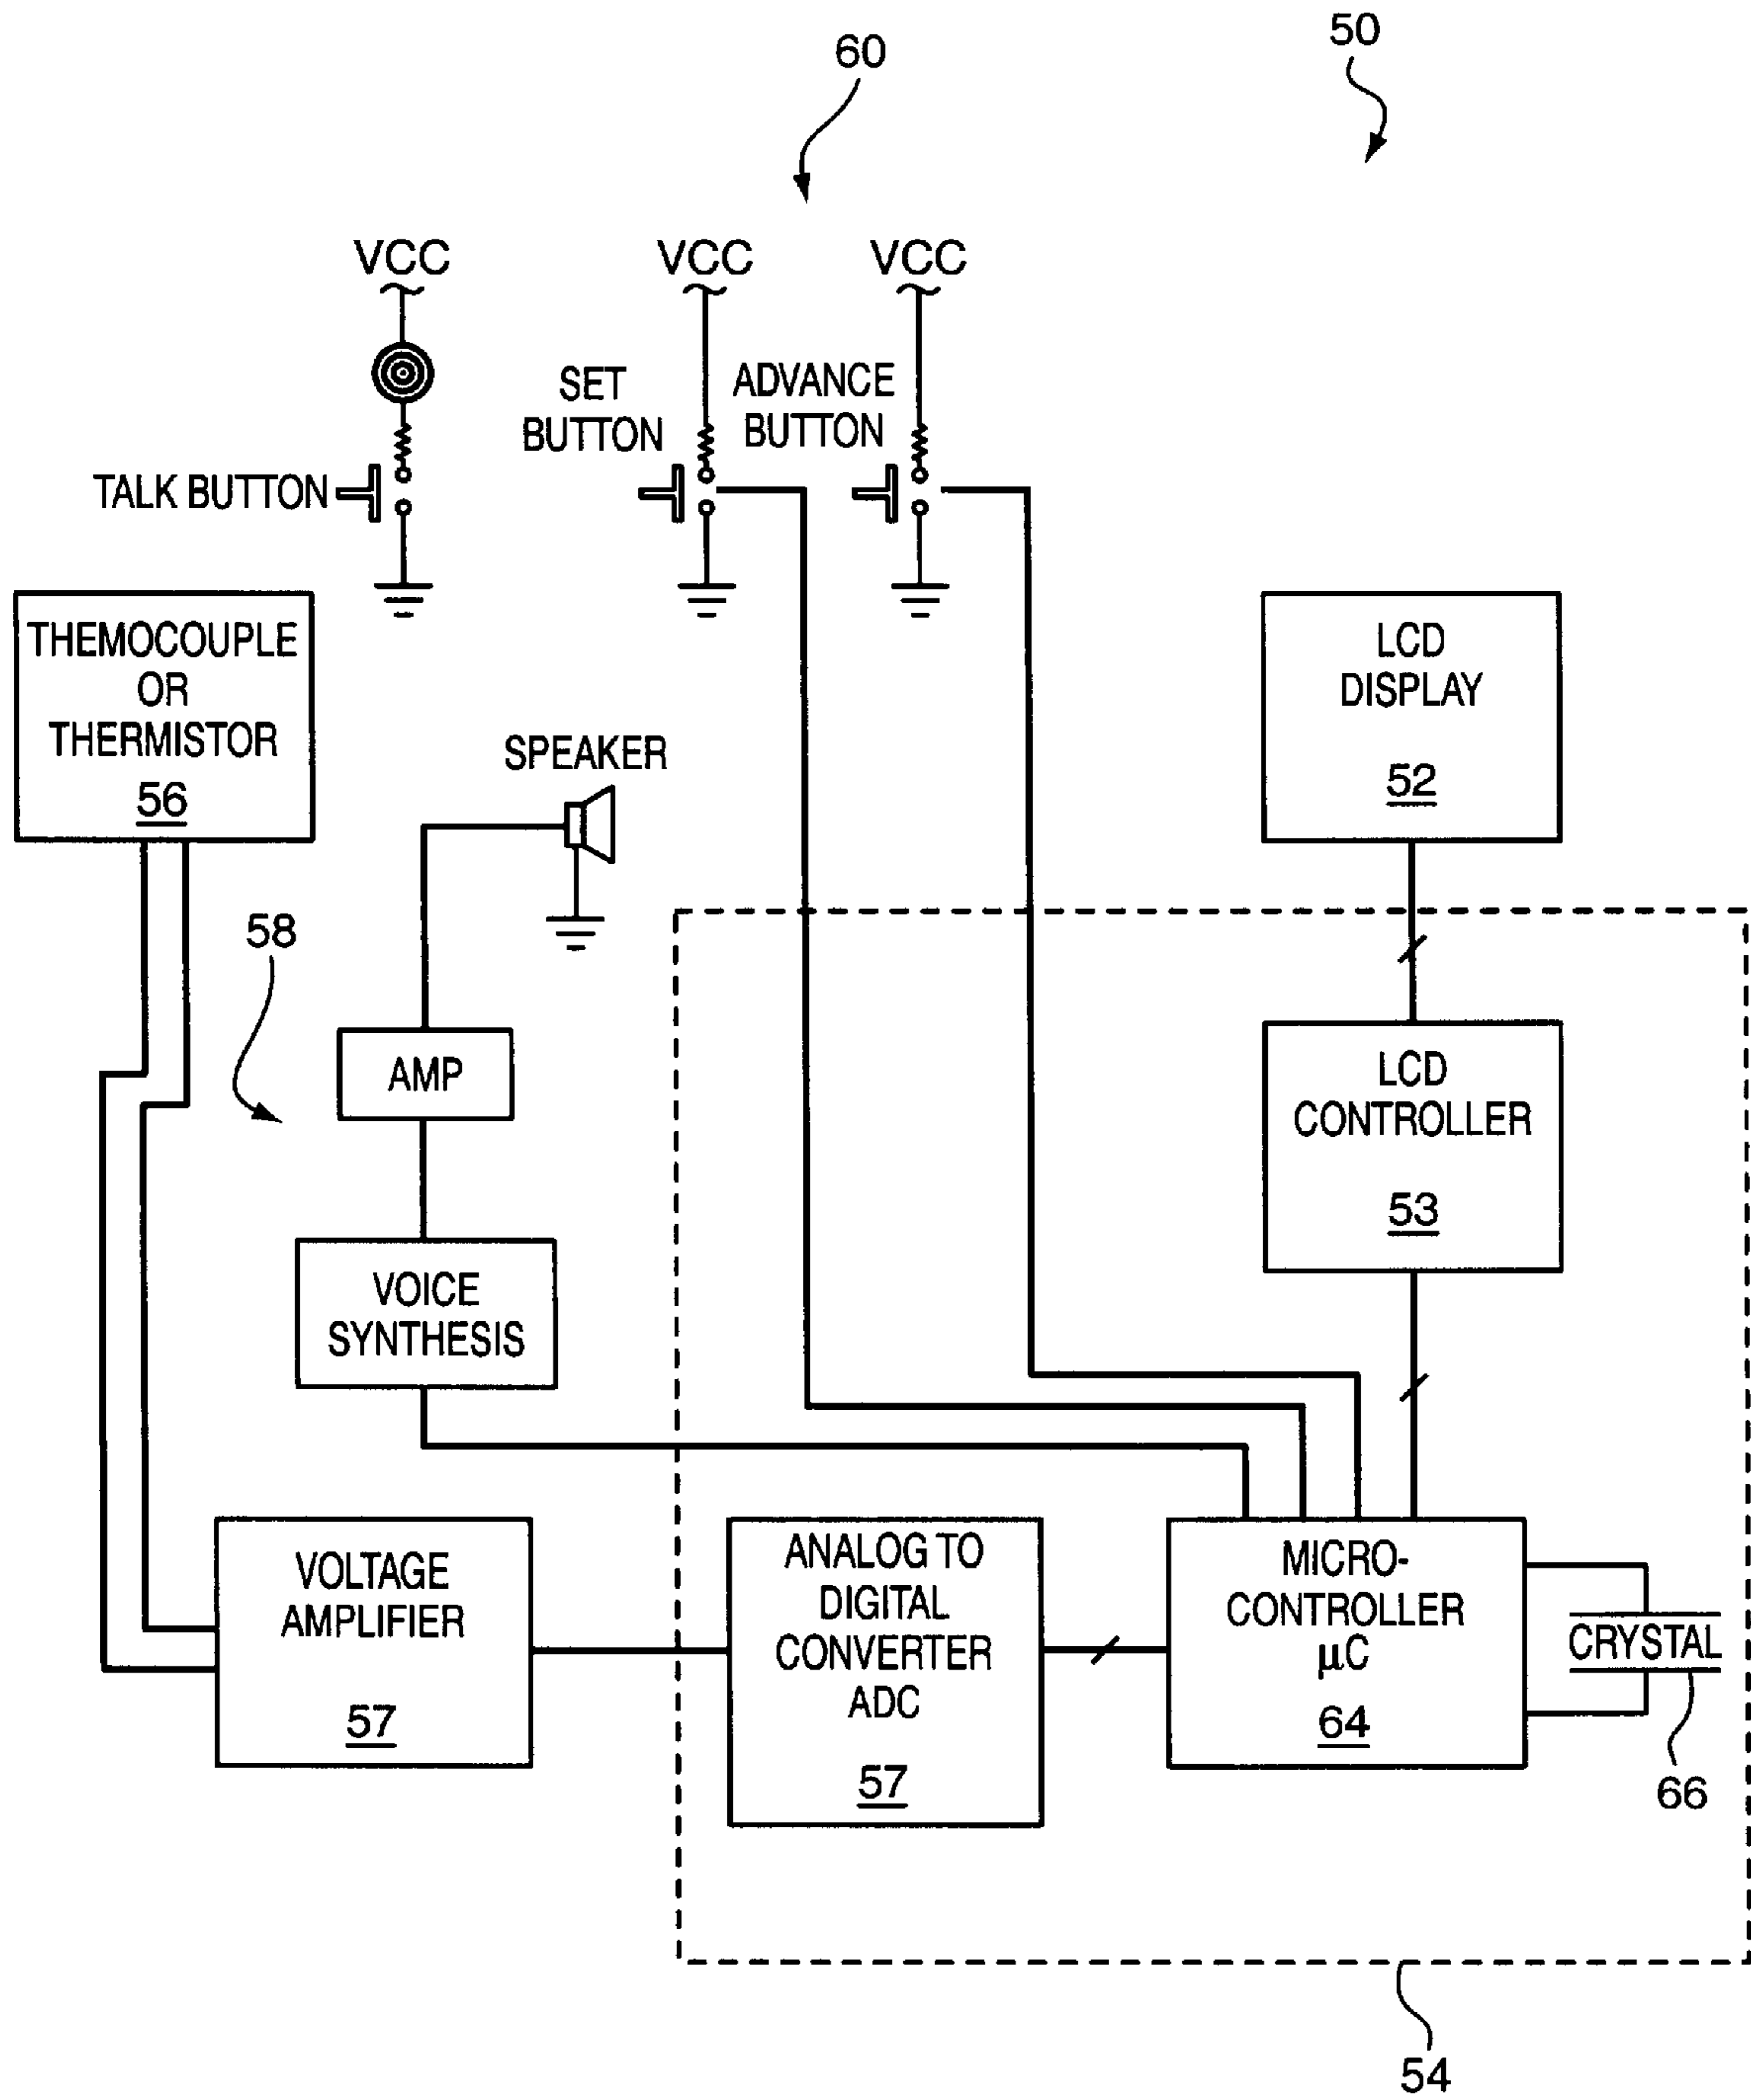 60
50
VCC
VCC
VCC
SET
BUTTON
ADVANCE
BUTTON
TALK BUTTON
THEMOCOUPLE
OR
THERMISTOR
56
LCD
DISPLAY
52
SPEAKER
58
AMP
LCD
CONTROLLER
53
VOICE
SYNTHESIS
VOLTAGE
AMPLIFIER
57
ANALOG TO
DIGITAL
CONVERTER
ADC
57
MICRO-
CONTROLLER
μC
64
CRYSTAL
66
54